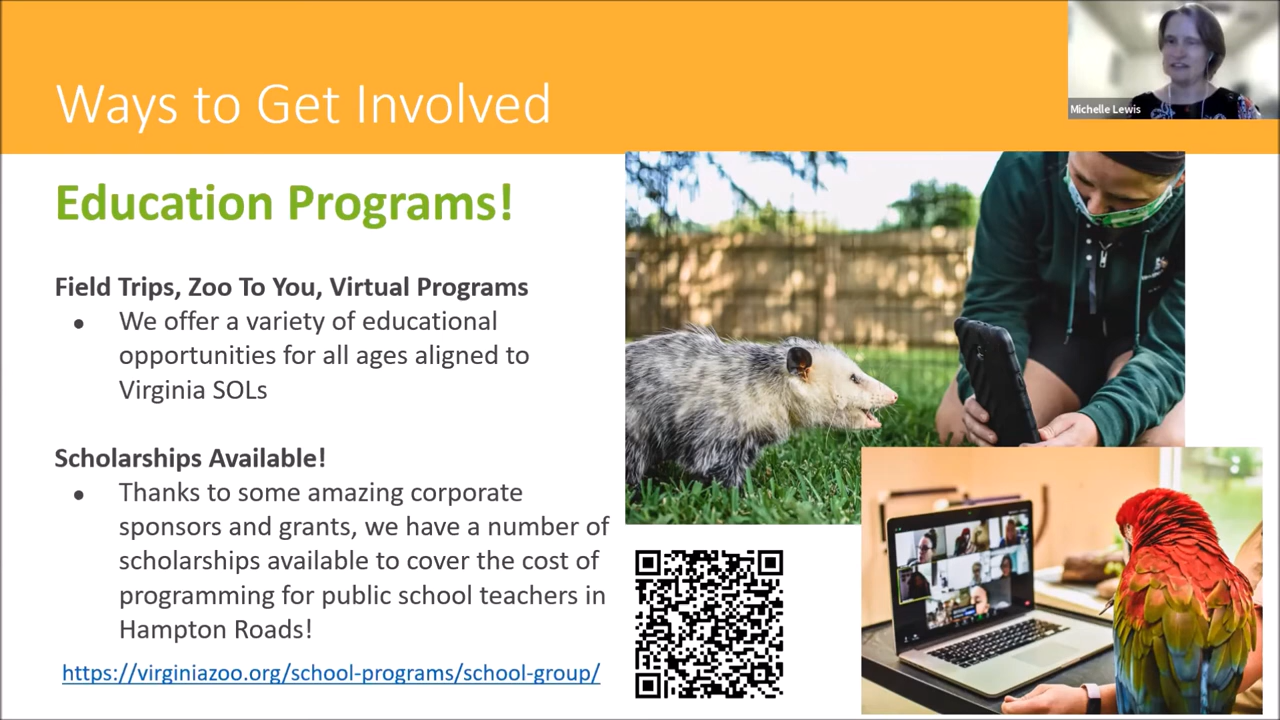 Ways to Get Involved
Michelle Lewis
Education Programs!
Field Trips, Zoo To You, Virtual Programs
● We offer a variety of educational
opportunities for all ages aligned to
Virginia SOLs
Scholarships Available!
● Thanks to some amazing corporate
sponsors and grants, we have a number of
scholarships available to cover the cost of
programming for public school teachers in
Hampton Roads!
https://virginiazoo.org/school-programs/school-group/